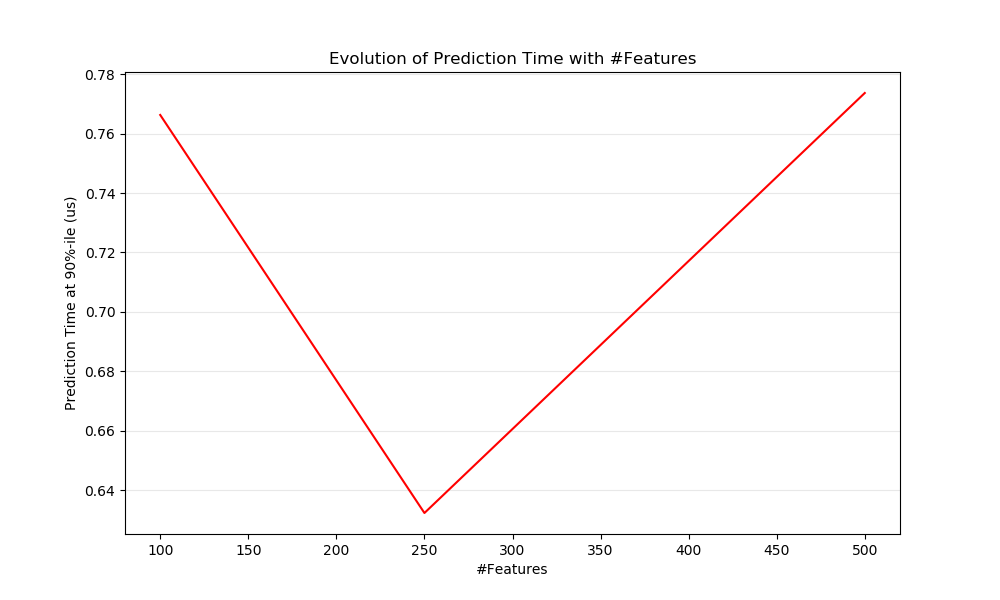 Evolution of Prediction Time with #Features
Prediction Time at 90%-ile (us)
0.78
0.76
0.74
0.72
0.70
0.68
0.66
0.64
100 150 200 250 300 350 400 450 500
#Features